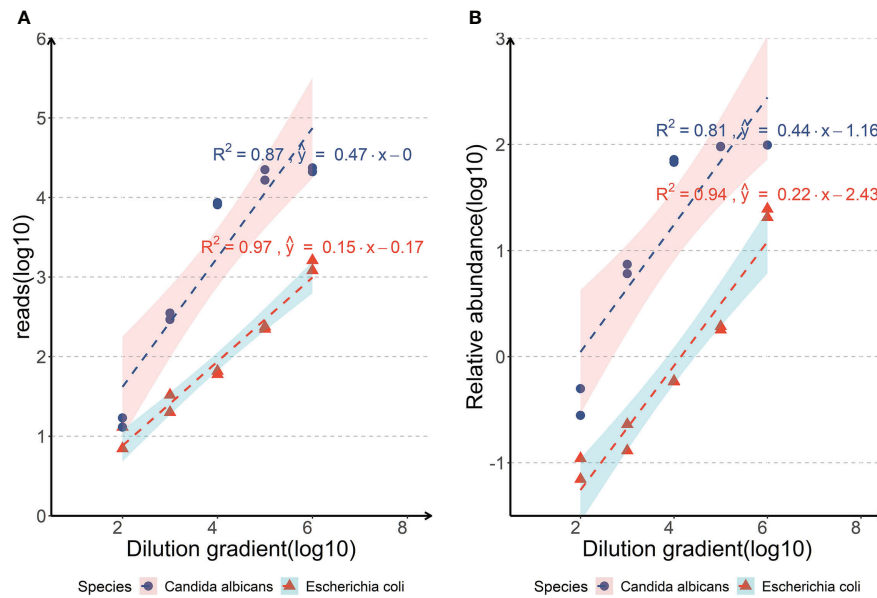 A
reads(log10)
6
5
4
3
2
1
0
R² = 0.87 , ŷ = 0.47·x−0
R² = 0.97 , ŷ = 0.15·x−0.17
2 4 6 8
Dilution gradient(log10)
Species Candida albicans Escherichia coli
B
Relative abundance(log10)
3
2
1
0
-1
R² = 0.81 , ŷ = 0.44·x−1.16
R² = 0.94 , ŷ = 0.22·x−2.43
2 4 6 8
Dilution gradient(log10)
Species Candida albicans Escherichia coli